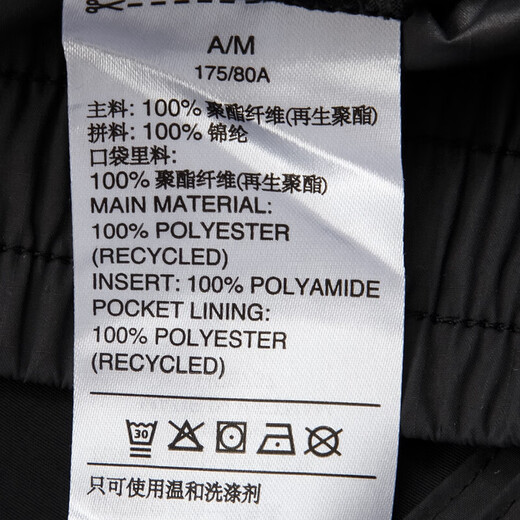 A/M
175/80A
主料: 100% 聚酯纤维(再生聚酯)
拼料: 100% 锦纶
口袋里料:
100% 聚酯纤维(再生聚酯)
MAIN MATERIAL:
100% POLYESTER
(RECYCLED)
INSERT: 100% POLYAMIDE
POCKET LINING:
100% POLYESTER
(RECYCLED)
30
只可使用温和洗涤剂